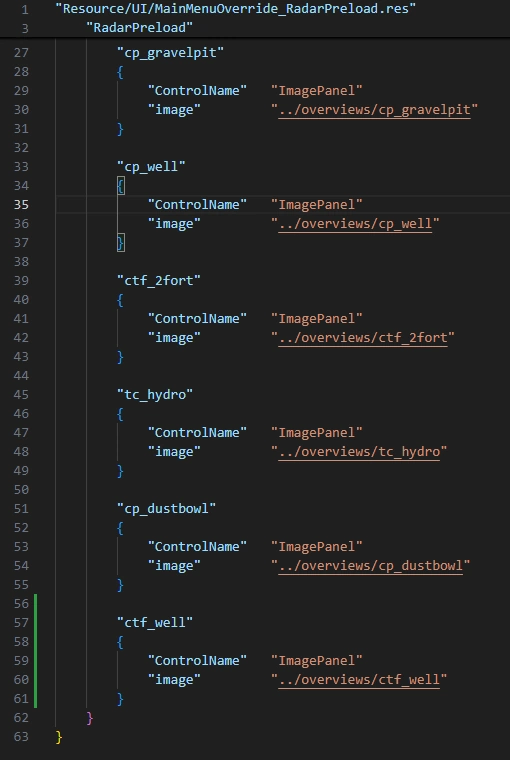 1 "Resource/UI/MainMenuOverride_RadarPreload.res"
3 "RadarPreload"
27 "cp_gravelpit"
28 {
29 "ControlName" "ImagePanel"
30 "image" "../overviews/cp_gravelpit"
31 }
32
33 "cp_well"
34 {
35 "ControlName" "ImagePanel"
36 "image" "../overviews/cp_well"
37 }
38
39 "ctf_2fort"
40 {
41 "ControlName" "ImagePanel"
42 "image" "../overviews/ctf_2fort"
43 }
44
45 "tc_hydro"
46 {
47 "ControlName" "ImagePanel"
48 "image" "../overviews/tc_hydro"
49 }
50
51 "cp_dustbowl"
52 {
53 "ControlName" "ImagePanel"
54 "image" "../overviews/cp_dustbowl"
55 }
56
57 "ctf_well"
58 {
59 "ControlName" "ImagePanel"
60 "image" "../overviews/ctf_well"
61 }
62 }
63 }